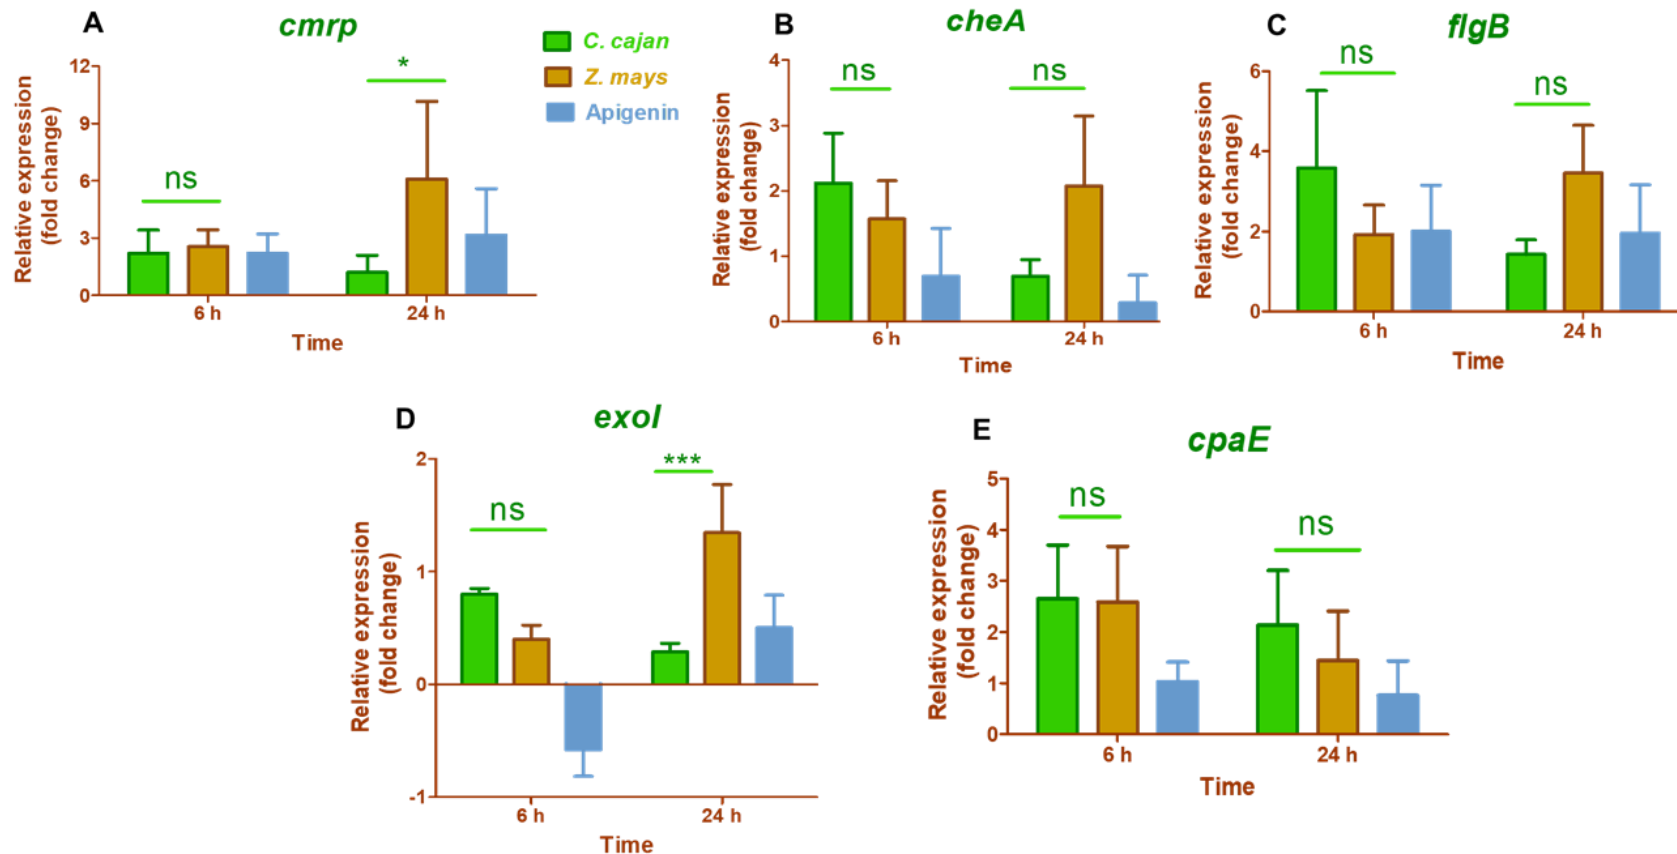 A
cmrp
C. cajan
Z. mays
Apigenin
Relative expression
(fold change)
12
9
6
3
0
ns
*
6 h
24 h
Time
B
cheA
Relative expression
(fold change)
4
3
2
1
0
ns
ns
6 h
24 h
Time
C
flgB
Relative expression
(fold change)
6
4
2
0
ns
ns
6 h
24 h
Time
D
exoI
Relative expression
(fold change)
2
1
0
-1
ns
***
6 h
24 h
Time
E
cpaE
Relative expression
(fold change)
5
4
3
2
1
0
ns
ns
6 h
24 h
Time